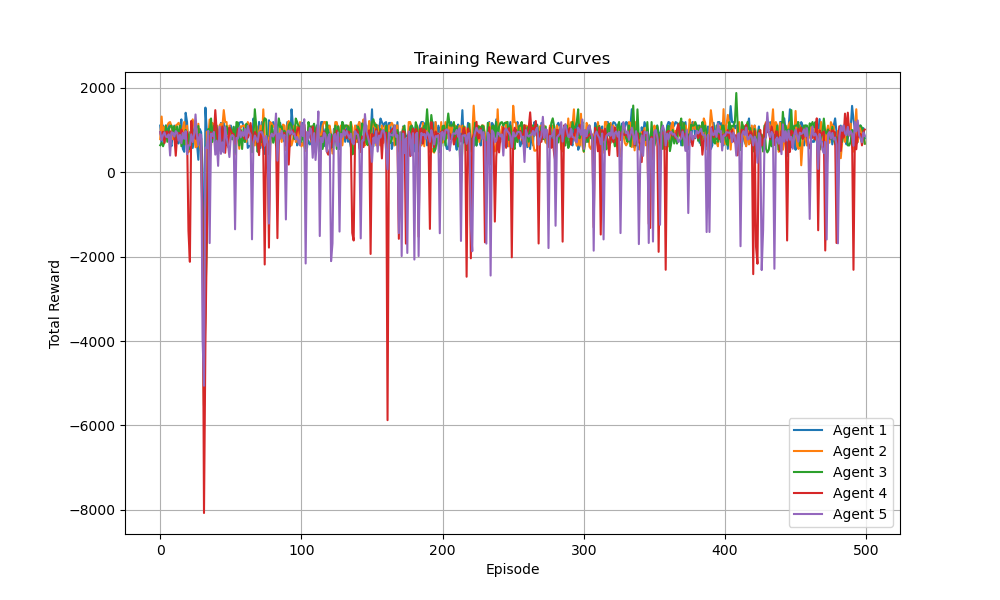 Training Reward Curves
Total Reward
2000
0
−2000
−4000
−6000
−8000
0 100 200 300 400 500
Episode
Agent 1
Agent 2
Agent 3
Agent 4
Agent 5